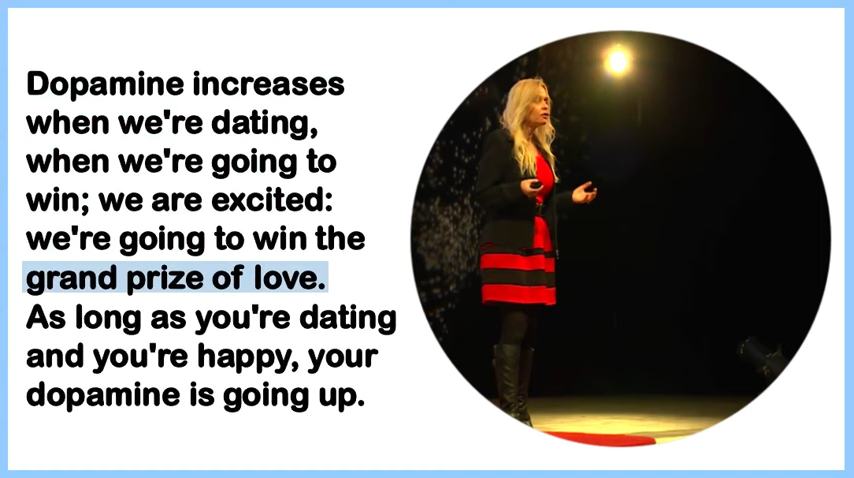 Dopamine increases
when we're dating,
when we're going to
win; we are excited:
we're going to win the
grand prize of love.
As long as you're dating
and you're happy, your
dopamine is going up.